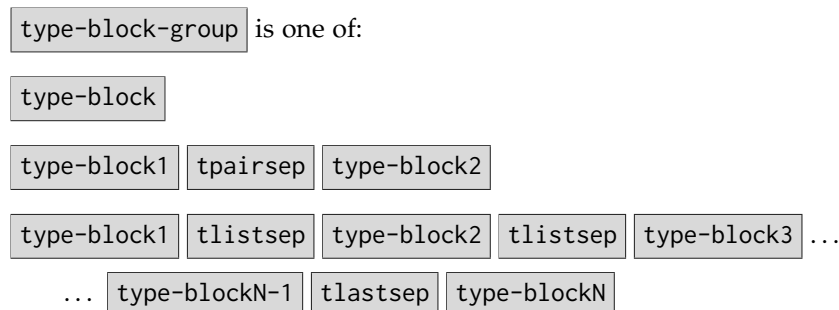 type-block-group is one of:
type-block
type-block1 tpairsep type-block2
type-block1 tlistsep type-block2 tlistsep type-block3 ...
... type-blockN-1 tlastsep type-blockN